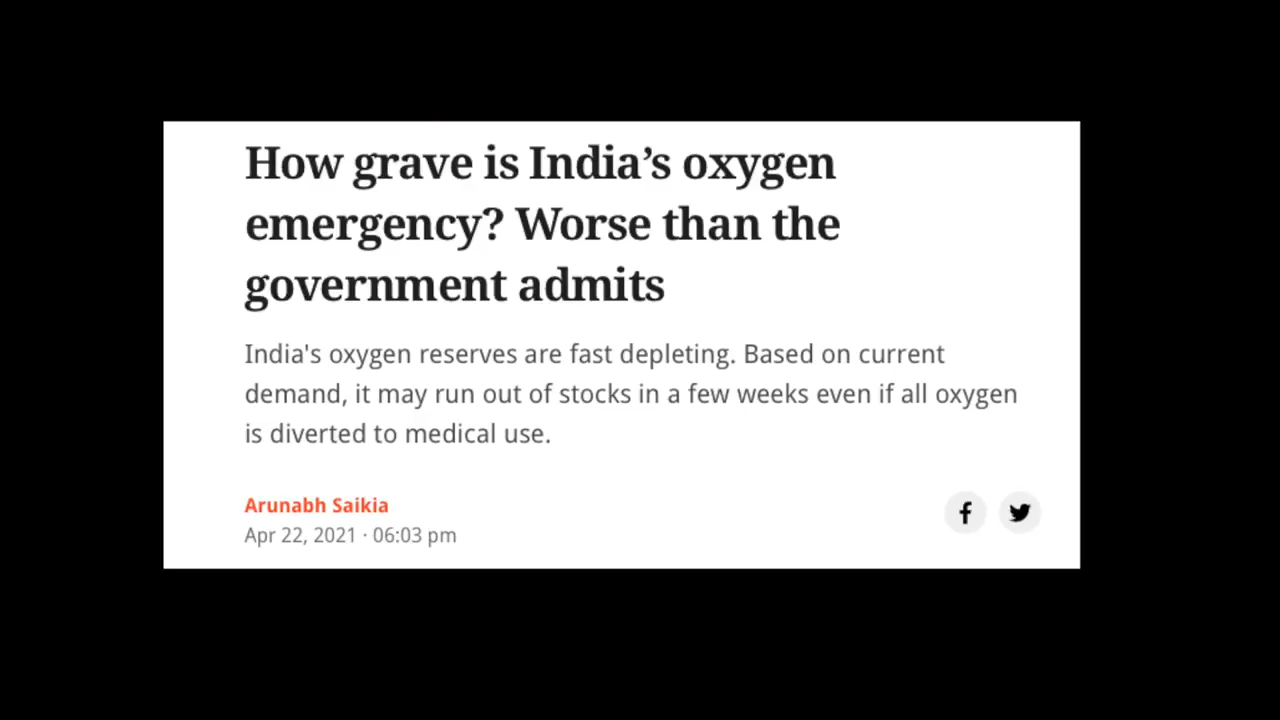 How grave is India’s oxygen
emergency? Worse than the
government admits
India's oxygen reserves are fast depleting. Based on current
demand, it may run out of stocks in a few weeks even if all oxygen
is diverted to medical use.
Arunabh Saikia
Apr 22, 2021 · 06:03 pm